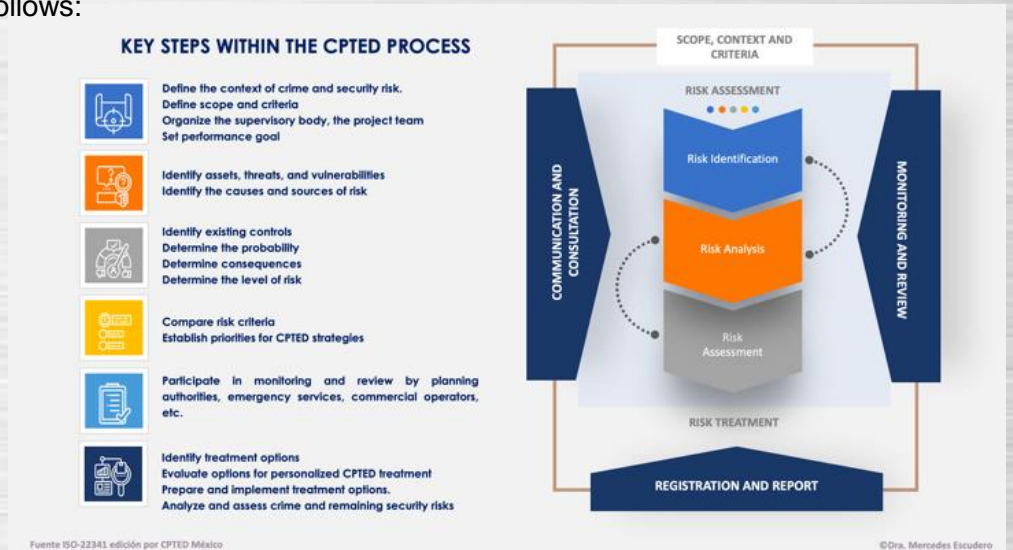 ollows:
KEY STEPS WITHIN THE CPTED PROCESS
Define the context of crime and security risk.
Define scope and criteria
Organize the supervisory body, the project team
Set performance goal
Identify assets, threats, and vulnerabilities
Identify the causes and sources of risk
Identify existing controls
Determine the probability
Determine consequences
Determine the level of risk
Compare risk criteria
Establish priorities for CPTED strategies
Participate in monitoring and review by planning
authorities, emergency services, commercial operators,
etc.
Identify treatment options
Evaluate options for personalized CPTED treatment
Prepare and implement treatment options.
Analyze and assess crime and remaining security risks
SCOPE, CONTEXT AND
CRITERIA
RISK ASSESSMENT
Risk Identification
Risk Analysis
Risk
Assessment
COMMUNICATION AND
CONSULTATION
MONITORING AND REVIEW
RISK TREATMENT
REGISTRATION AND REPORT
Fuente ISO-22341 edición por CPTED México
©Dra. Mercedes Escudero